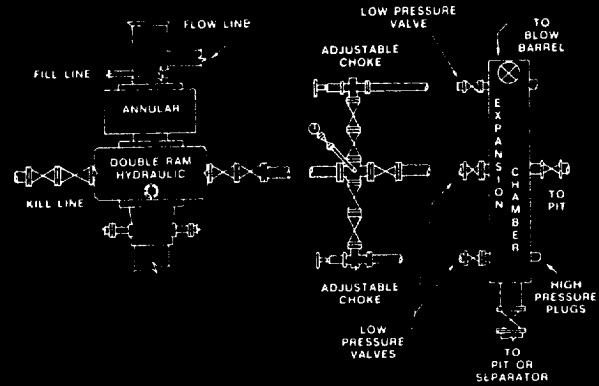 FLOW LINE
FILL LINE
ANNULAR
DOUBLE RAM
HYDRAULIC
KILL LINE
ADJUSTABLE
CHOKE
ADJUSTABLE
CHOKE
LOW PRESSURE
VALVE
TO
BLOW
BARREL
EXPANSION
CHAMBER
TO
PIT
HIGH
PRESSURE
PLUGS
LOW
PRESSURE
VALVES
TO
PIT OR
SEPARATOR